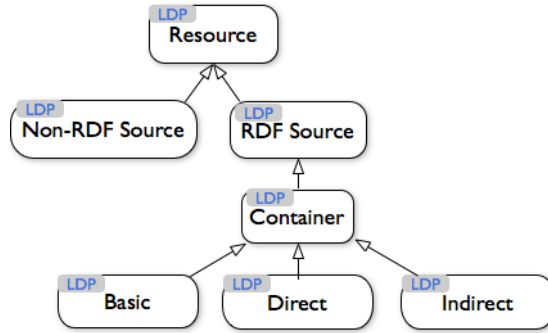 LDP
Resource
LDP
Non-RDF Source
LDP
RDF Source
LDP
Container
LDP
Basic
LDP
Direct
LDP
Indirect